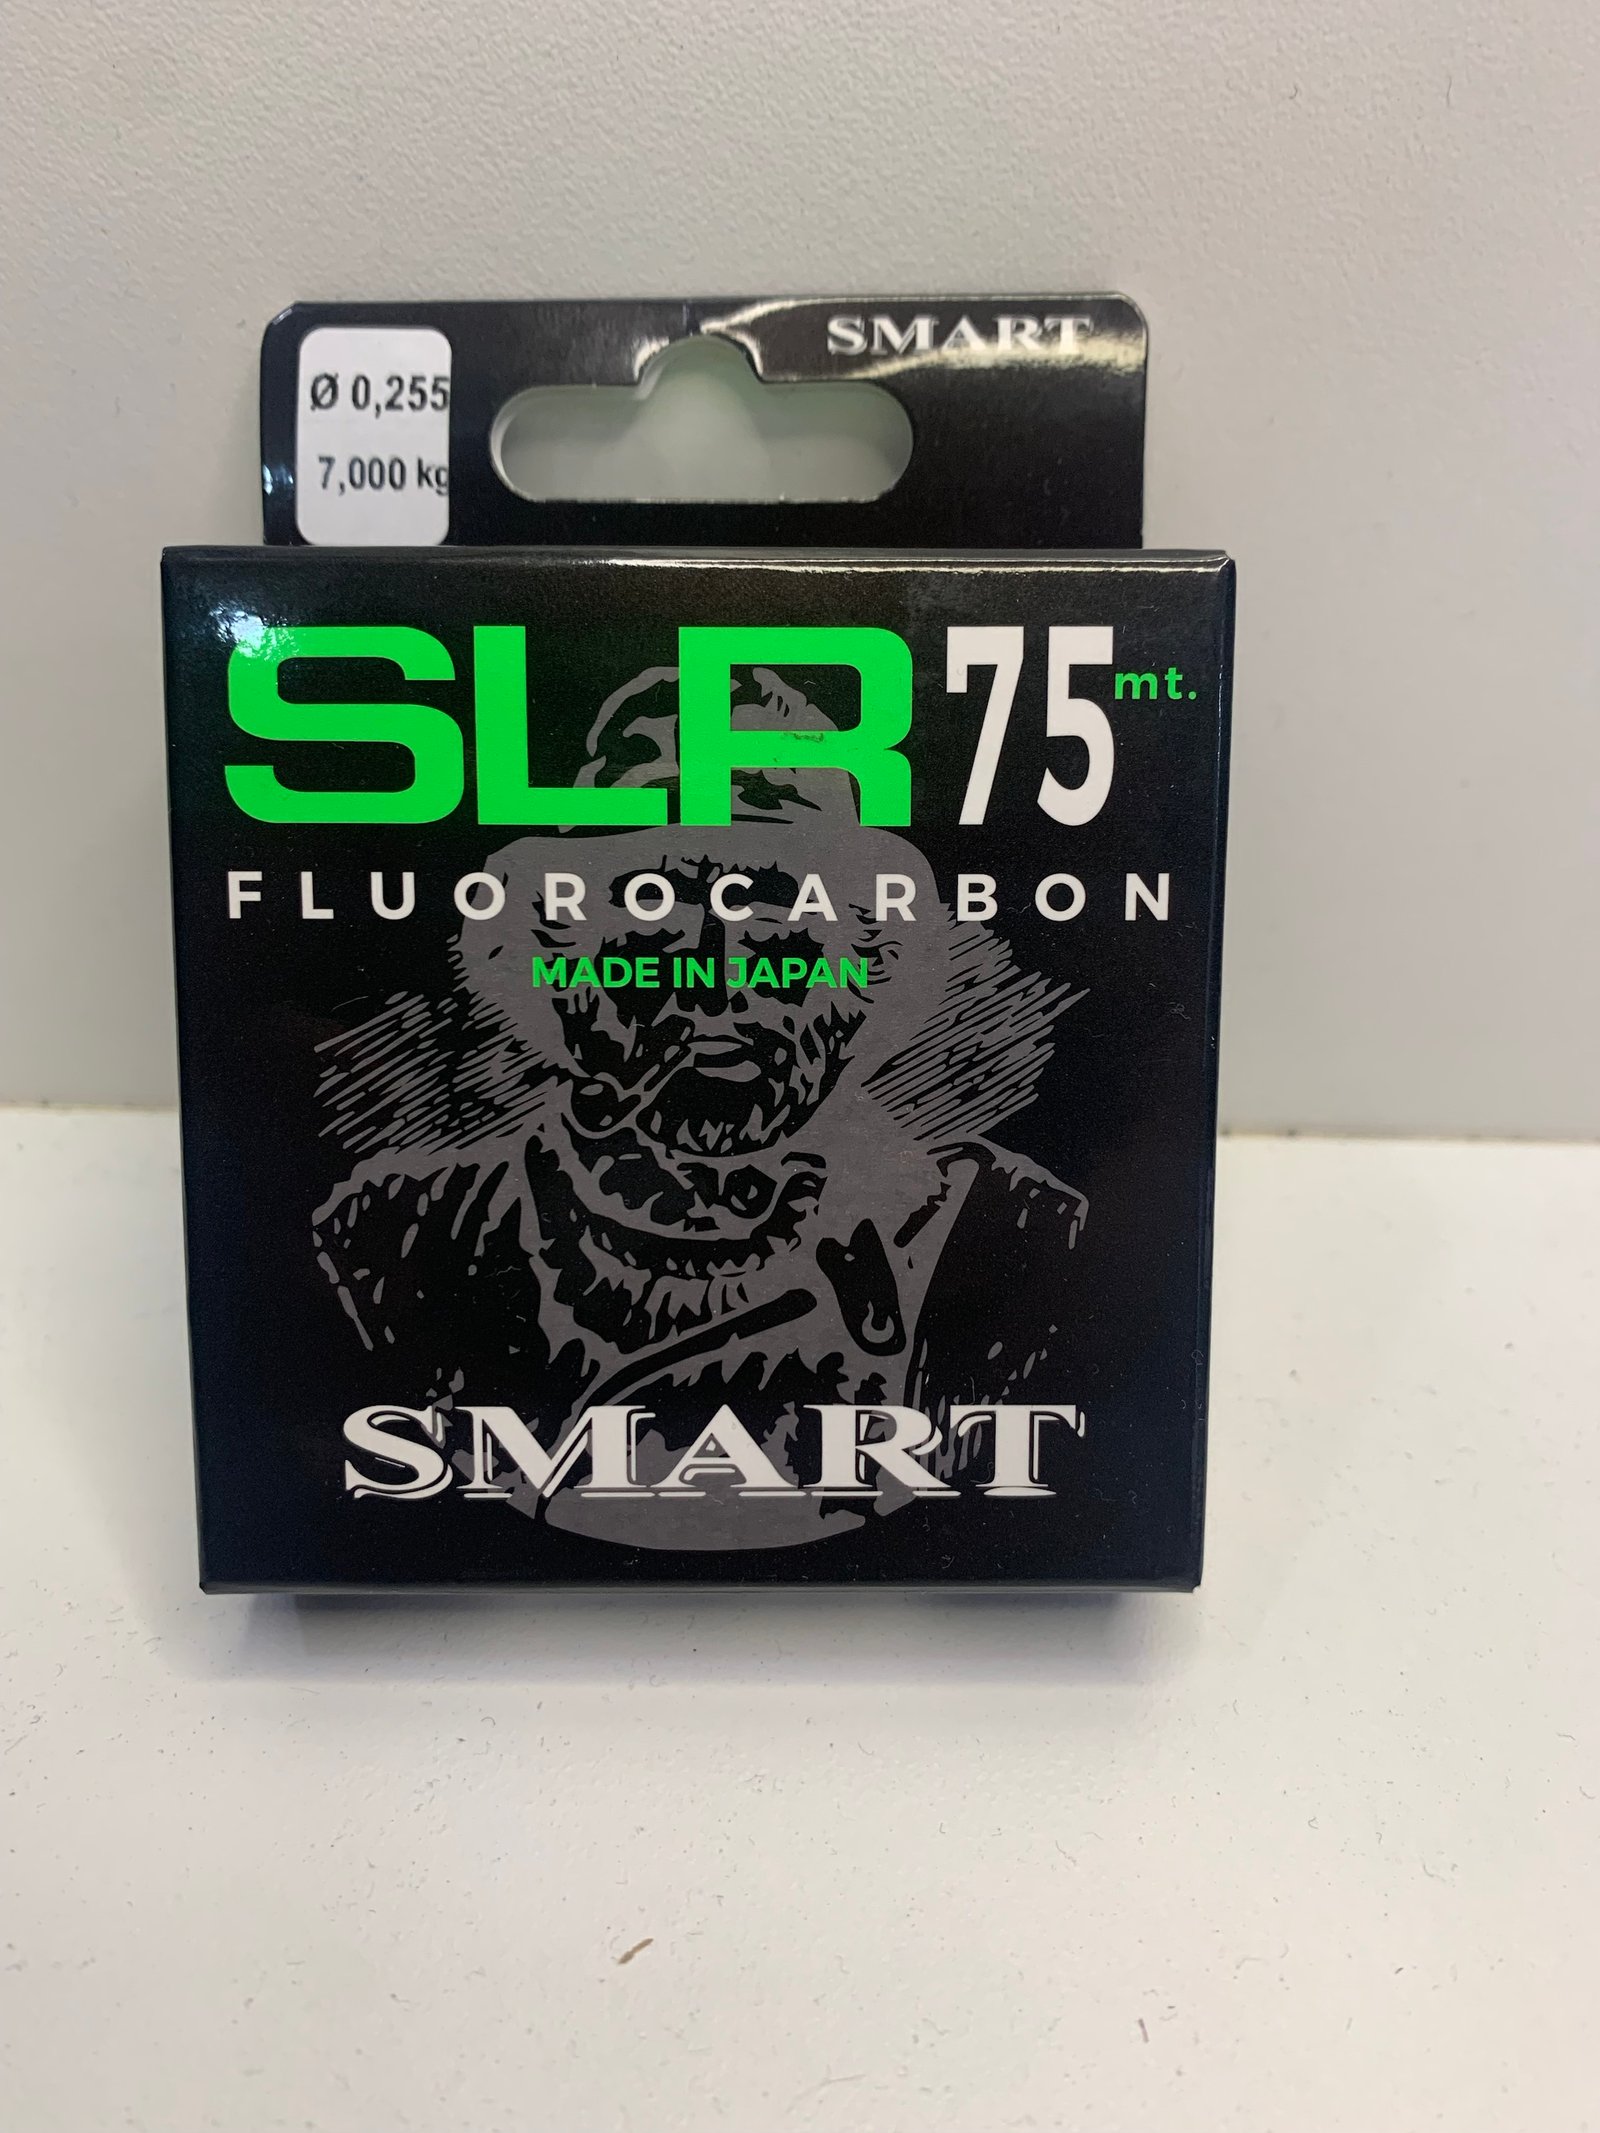 SMART
Ø 0,255
7,000 kg
SLR 75 mt.
FLUOROCARBON
MADE IN JAPAN
SMART